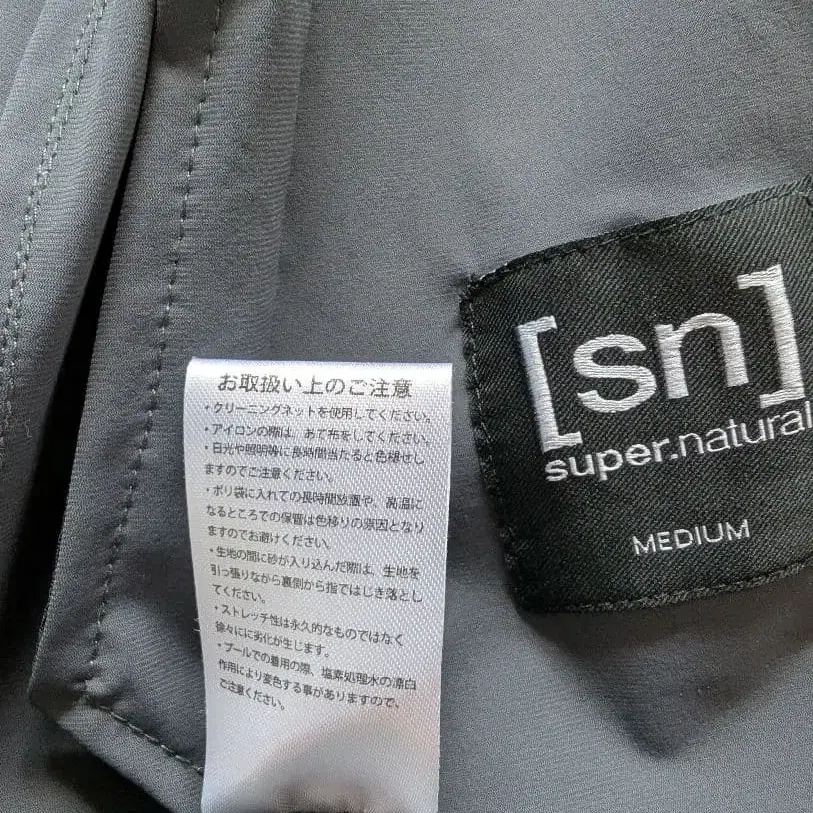 お取扱い上のご注意
・クリーニングネットを使用してください。
・アイロンの際は、あて布をしてください。
・日光や照明等に長時間当たると色褪せし
ますのでご注意ください。
・ポリ袋に入れての長時間放置や、高温に
なるところでの保管は色移りの原因となり
ますのでお避けください。
・生地の間に砂が入り込んだ際は、生地を
引っ張りながら裏側から指ではじき落とし
てください。
・ストレッチ性は永久的なものではなく
徐々にに劣化が生じます。
・プールでの着用の際、塩素処理水の漂白
作用により変色する事がありますので、
ご注意ください。
[sn]
super.natural
MEDIUM